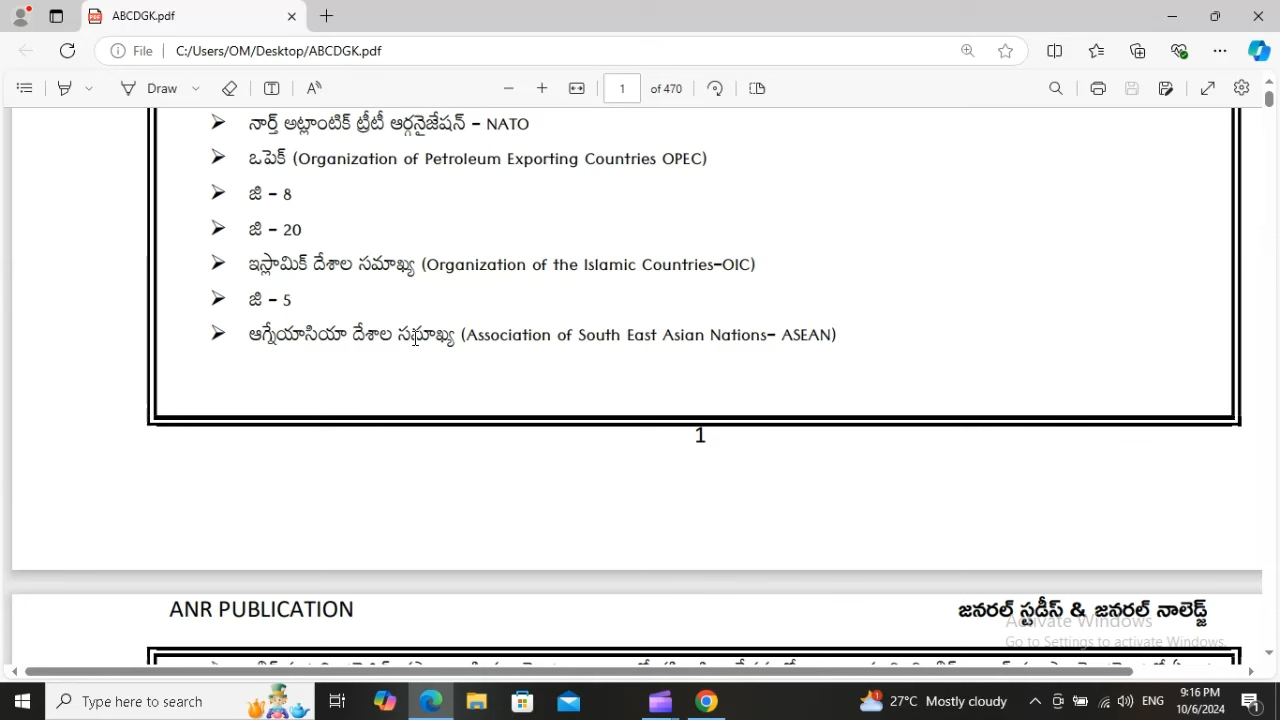 ABCDGK.pdf
File C:/Users/OM/Desktop/ABCDGK.pdf
Draw 1 of 470
➢ నార్త్ అట్లాంటిక్ ట్రీటీ ఆర్గనైజేషన్ – NATO
➢ ఒపెక్ (Organization of Petroleum Exporting Countries OPEC)
➢ జి – 8
➢ జి – 20
➢ ఇస్లామిక్ దేశాల సమాఖ్య (Organization of the Islamic Countries–OIC)
➢ జి – 5
➢ ఆగ్నేయాసియా దేశాల సమాఖ్య (Association of South East Asian Nations– ASEAN)
1
ANR PUBLICATION జనరల్ స్టడీస్ & జనరల్ నాలెడ్జ్
Activate Windows
Go to Settings to activate Windows.
Type here to search 27°C Mostly cloudy ENG 9:16 PM
10/6/2024